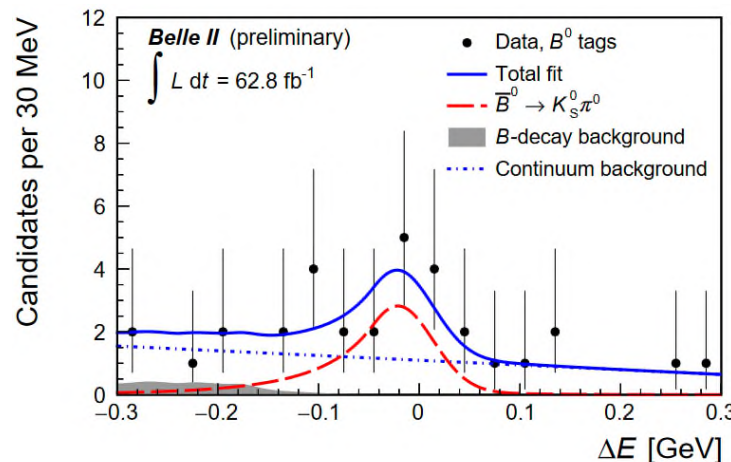 Candidates per 30 MeV
12
10
8
6
4
2
0
Belle II (preliminary)
∫ L dt = 62.8 fb⁻¹
Data, B⁰ tags
Total fit
B̅⁰ → K⁰_S π⁰
B-decay background
Continuum background
−0.3 −0.2 −0.1 0 0.1 0.2 0.3
ΔE [GeV]